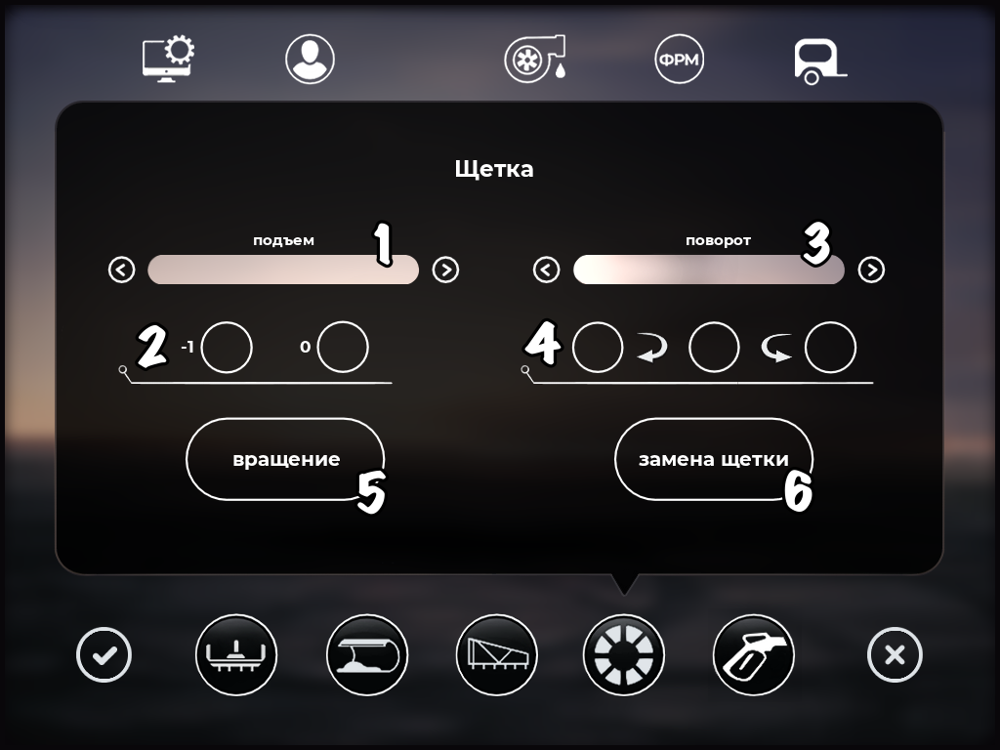 ФРМ
Щетка
подъем 1
поворот 3
2 -1 0
4
вращение
замена щетки
5
6